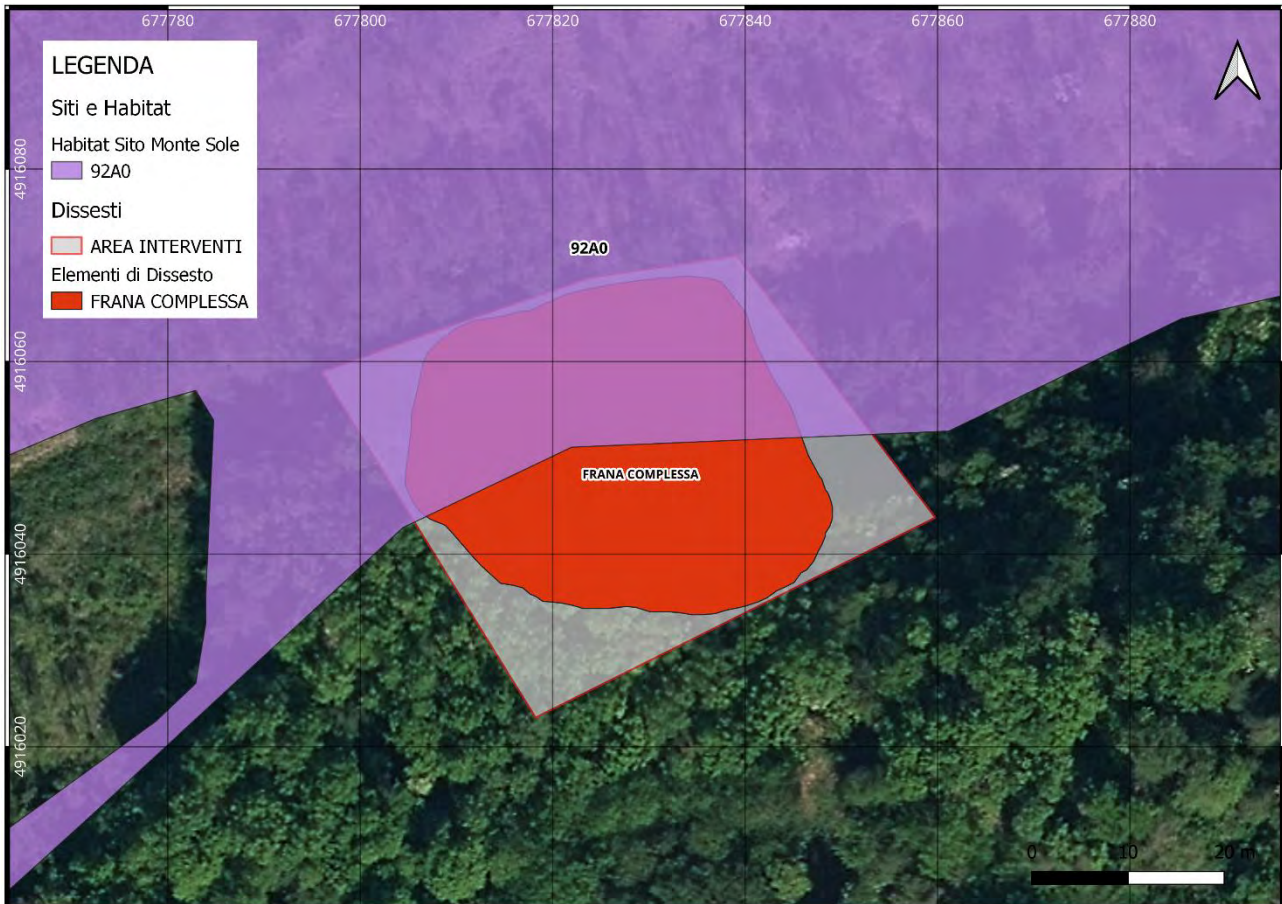 677780 677800 677820 677840 677860 677880
LEGENDA
Siti e Habitat
Habitat Sito Monte Sole
92A0
Dissesti
AREA INTERVENTI
Elementi di Dissesto
FRANA COMPLESSA
4916080
92A0
4916060
FRANA COMPLESSA
4916040
4916020
0 10 20 m